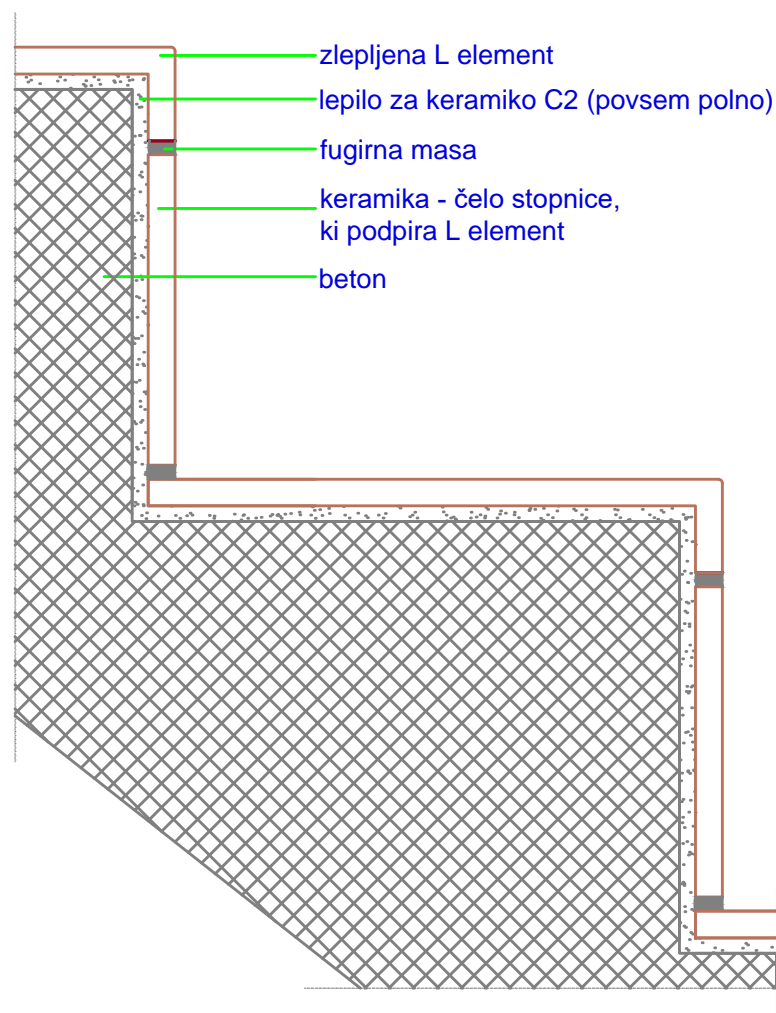 zlepljena L element
lepilo za keramiko C2 (povsem polno)
fugirna masa
keramika - čelo stopnice,
ki podpira L element
beton